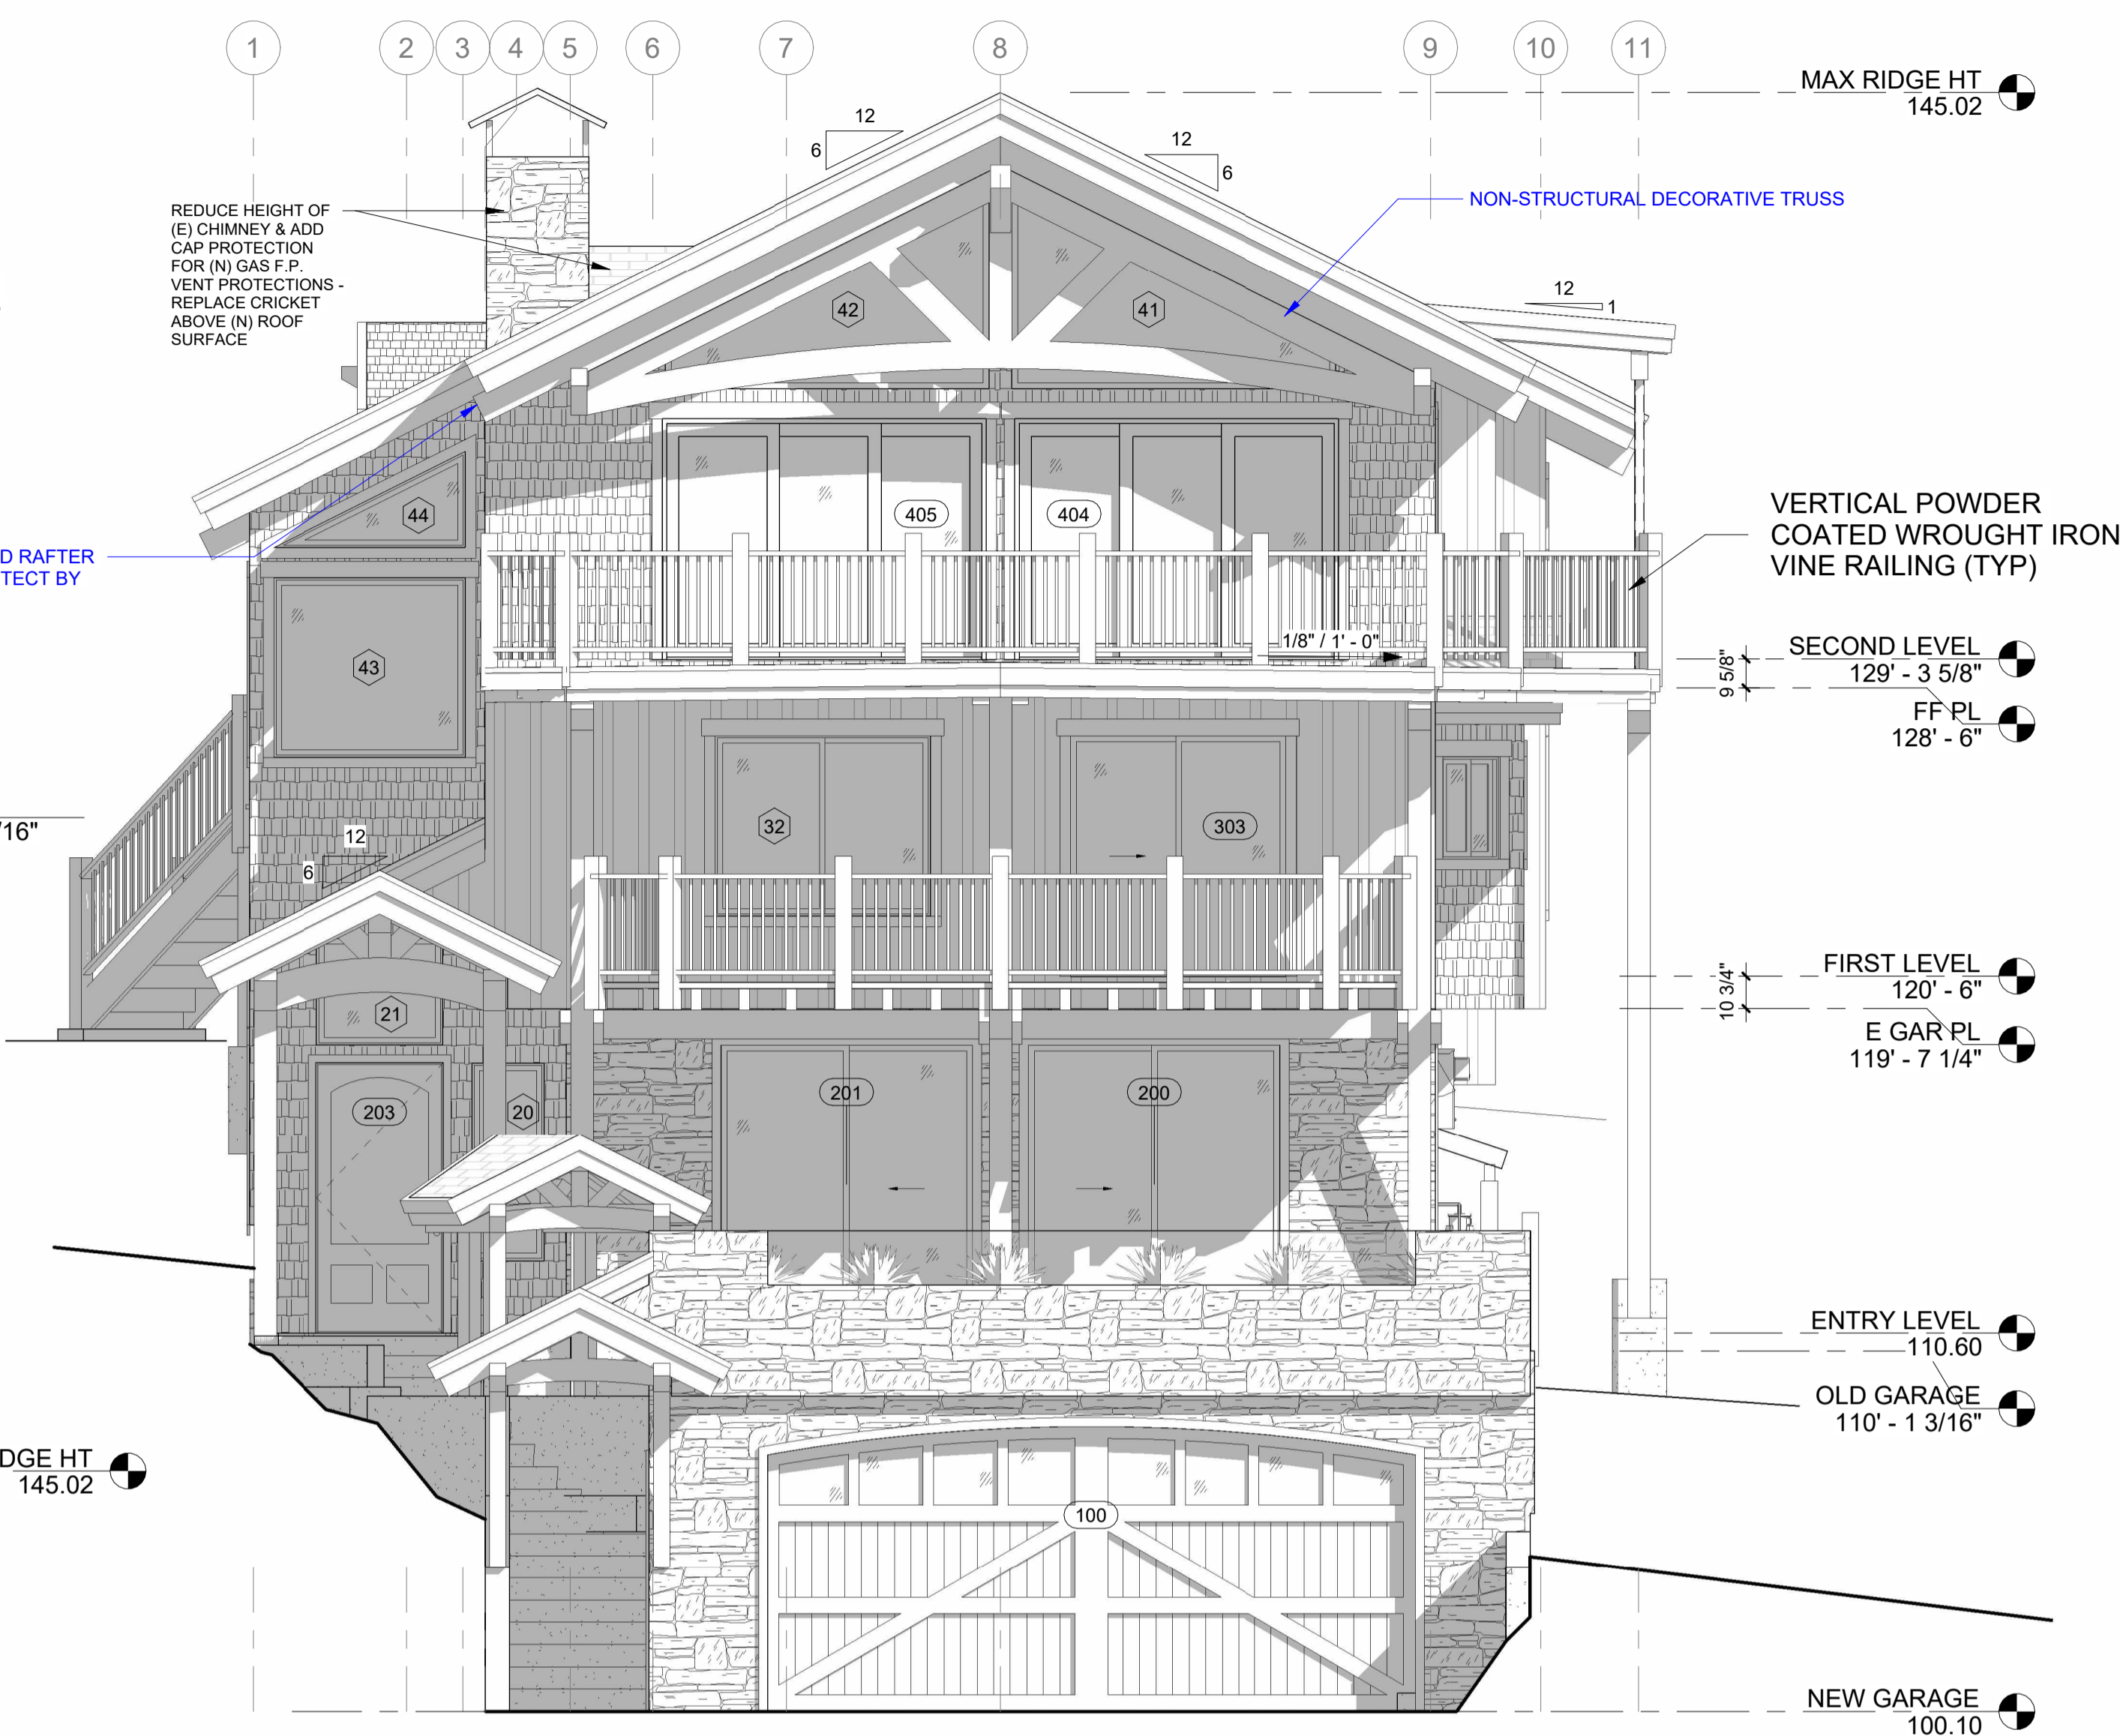 1 2 3 4 5 6 7 8 9 10 11
MAX RIDGE HT
145.02
12
6
12
6
NON-STRUCTURAL DECORATIVE TRUSS
REDUCE HEIGHT OF
(E) CHIMNEY & ADD
CAP PROTECTION
FOR (N) GAS F.P.
VENT PROTECTIONS -
REPLACE CRICKET
ABOVE (N) ROOF
SURFACE
12
1
42
41
44
405
404
VERTICAL POWDER
COATED WROUGHT IRON
VINE RAILING (TYP)
D RAFTER
TECT BY
43
1/8" / 1' - 0"
SECOND LEVEL
129' - 3 5/8"
9 5/8"
FF PL
128' - 6"
/16"
12
6
32
303
FIRST LEVEL
120' - 6"
10 3/4"
E GAR PL
119' - 7 1/4"
21
203
20
201
200
ENTRY LEVEL
110.60
OLD GARAGE
110' - 1 3/16"
DGE HT
145.02
100
NEW GARAGE
100.10